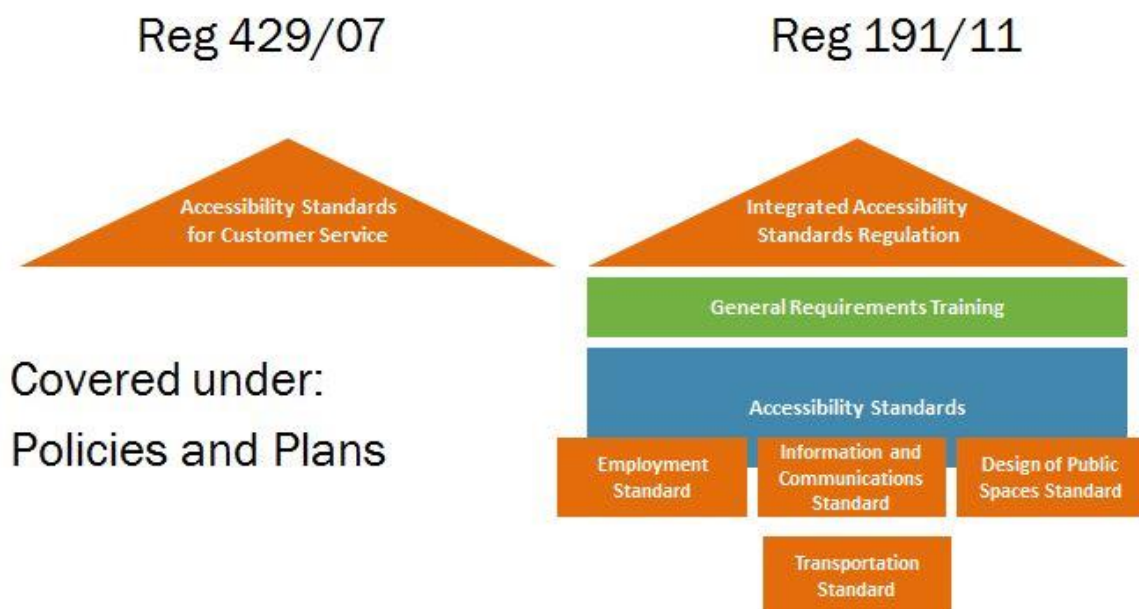 Reg 429/07
Reg 191/11
Accessibility Standards
for Customer Service
Integrated Accessibility
Standards Regulation
General Requirements Training
Covered under:
Policies and Plans
Accessibility Standards
Employment
Standard
Information and
Communications
Standard
Design of Public
Spaces Standard
Transportation
Standard